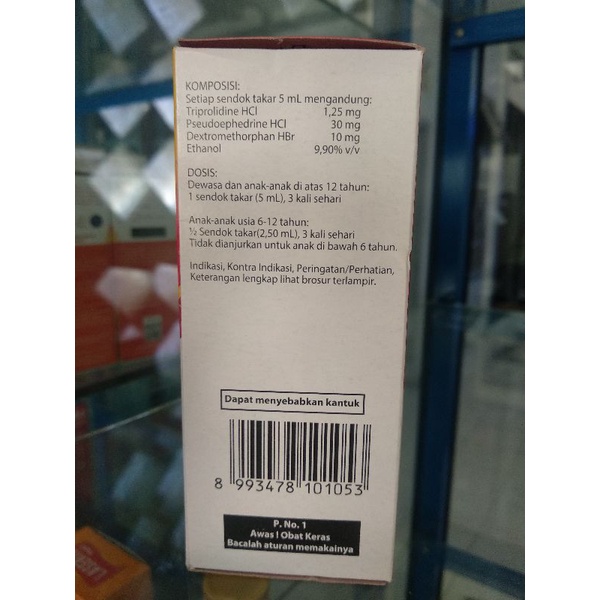 KOMPOSISI:
Setiap sendok takar 5 mL mengandung:
Triprolidine HCl 1,25 mg
Pseudoephedrine HCl 30 mg
Dextromethorphan HBr 10 mg
Ethanol 9,90% v/v
DOSIS:
Dewasa dan anak-anak di atas 12 tahun:
1 sendok takar (5 mL), 3 kali sehari
Anak-anak usia 6-12 tahun:
½ Sendok takar(2,50 mL), 3 kali sehari
Tidak dianjurkan untuk anak di bawah 6 tahun.
Indikasi, Kontra Indikasi, Peringatan/Perhatian,
Keterangan lengkap lihat brosur terlampir.
Dapat menyebabkan kantuk
8 993478 101053
P. No. 1
Awas ! Obat Keras
Bacalah aturan memakainya